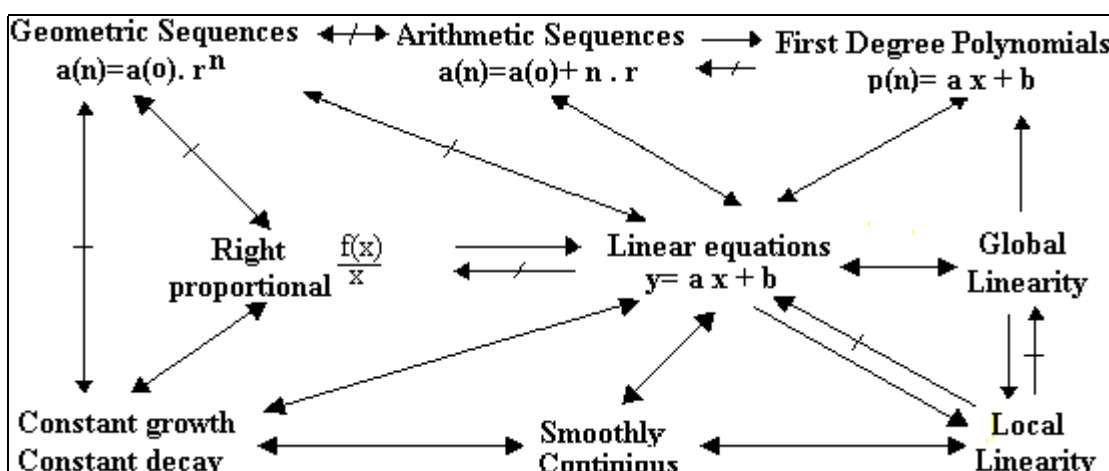 Geometric Sequences
a(n)=a(o). r^n
Arithmetic Sequences
a(n)=a(o)+ n . r
First Degree Polynomials
p(n)= a x + b
Right
proportional f(x)/x
Linear equations
y= a x + b
Global
Linearity
Constant growth
Constant decay
Smoothly
Continious
Local
Linearity